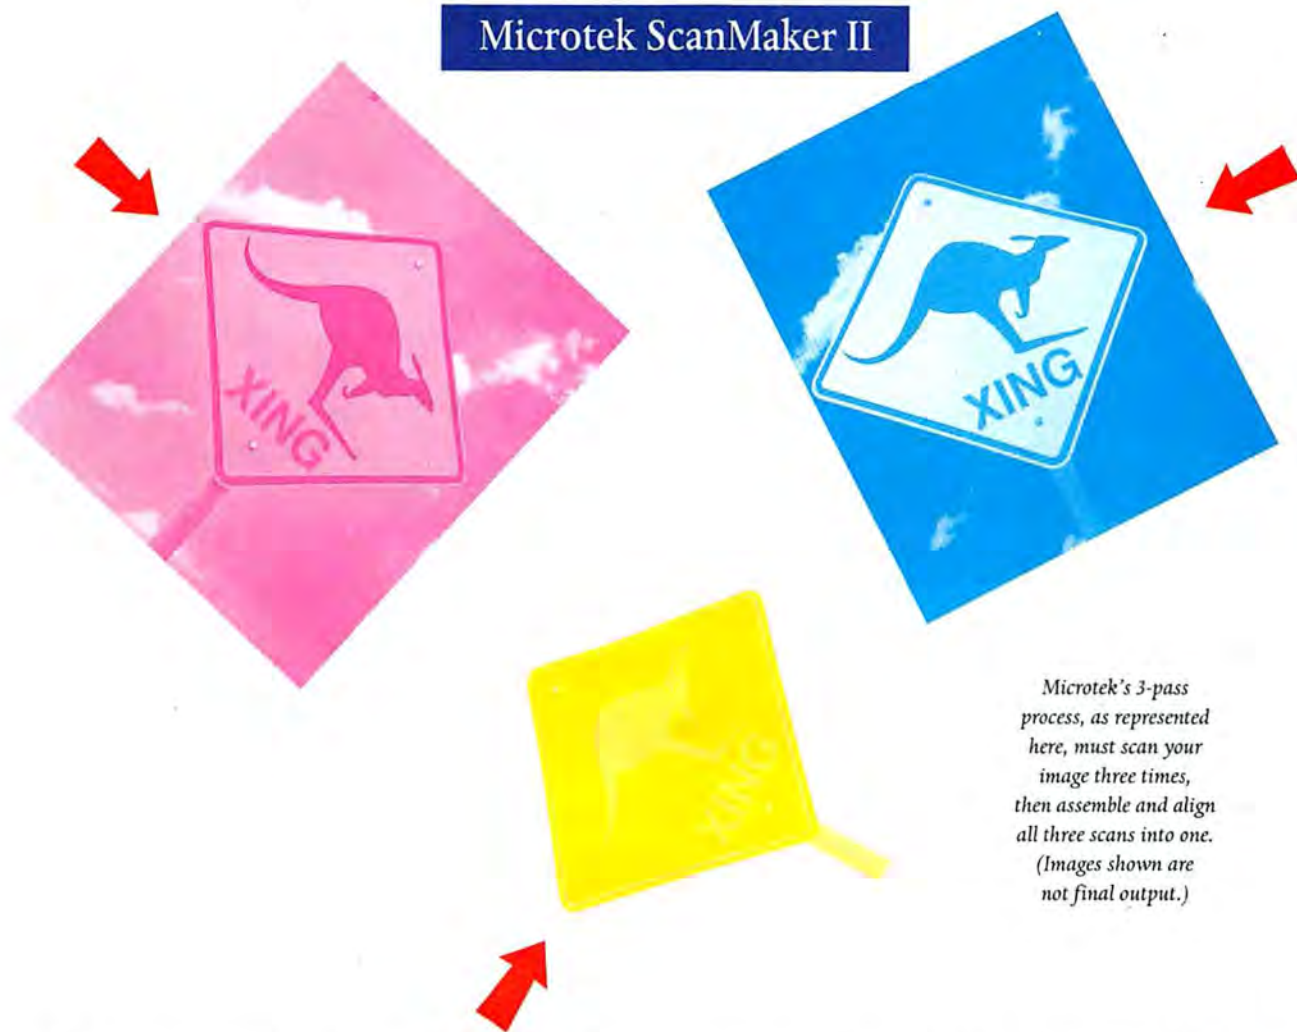 Microtek ScanMaker II
XING
XING
XING
Microtek's 3-pass
process, as represented
here, must scan your
image three times,
then assemble and align
all three scans into one.
(Images shown are
not final output.)